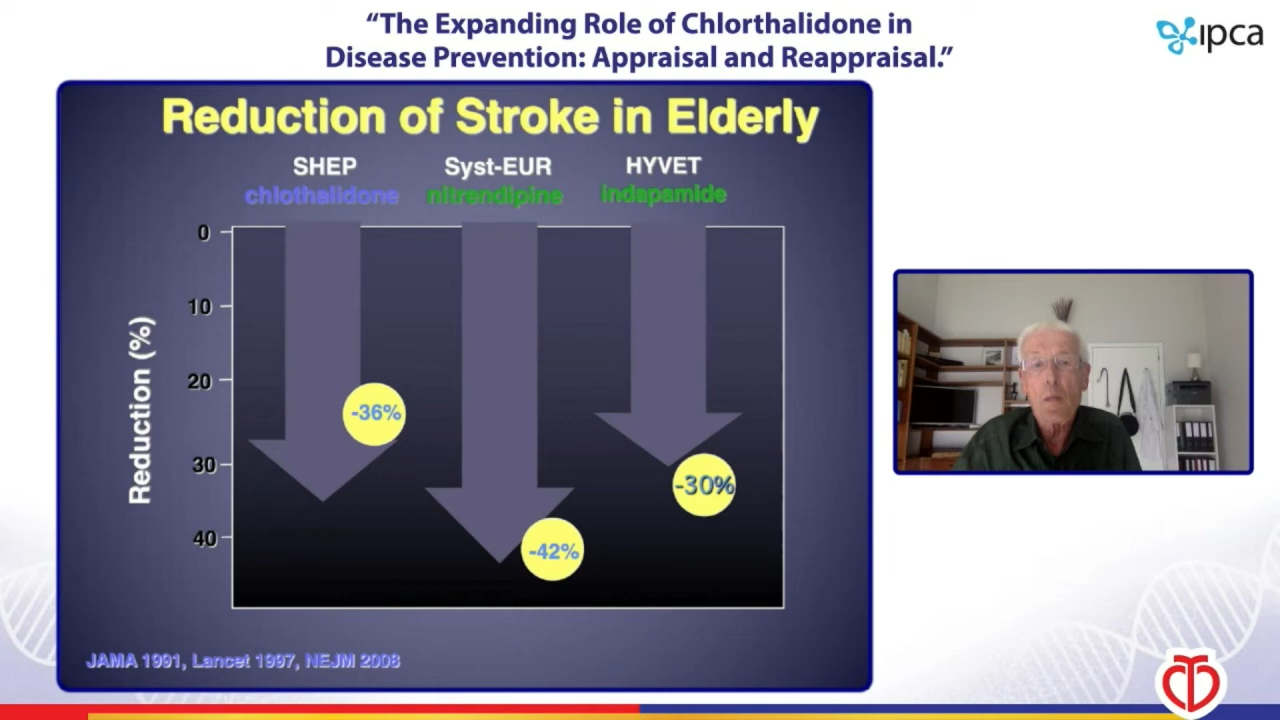 “The Expanding Role of Chlorthalidone in
Disease Prevention: Appraisal and Reappraisal.”
ipca
Reduction of Stroke in Elderly
SHEP Syst-EUR HYVET
chlothalidone nitrendipine indapamide
0
10
20
30
40
Reduction (%)
-36%
-42%
-30%
JAMA 1991, Lancet 1997, NEJM 2008